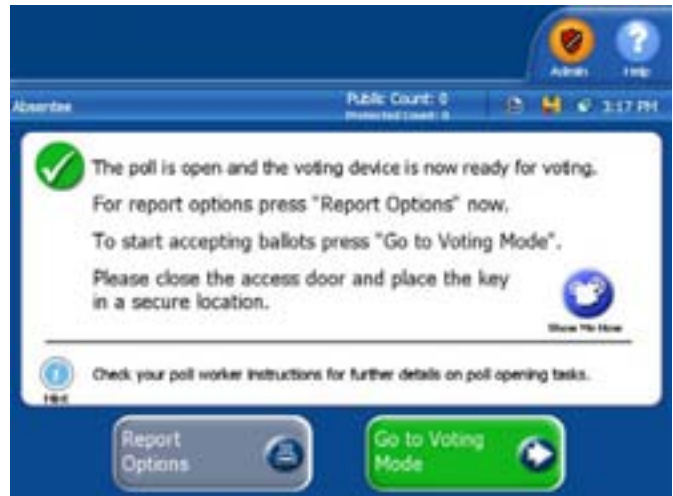 Admin
Help
Absentee
Public Count: 0
Protected Count: 0
3:17 PM
The poll is open and the voting device is now ready for voting.
For report options press "Report Options" now.
To start accepting ballots press "Go to Voting Mode".
Please close the access door and place the key
in a secure location.
Show Me How
Hint
Check your poll worker instructions for further details on poll opening tasks.
Report
Options
Go to Voting
Mode